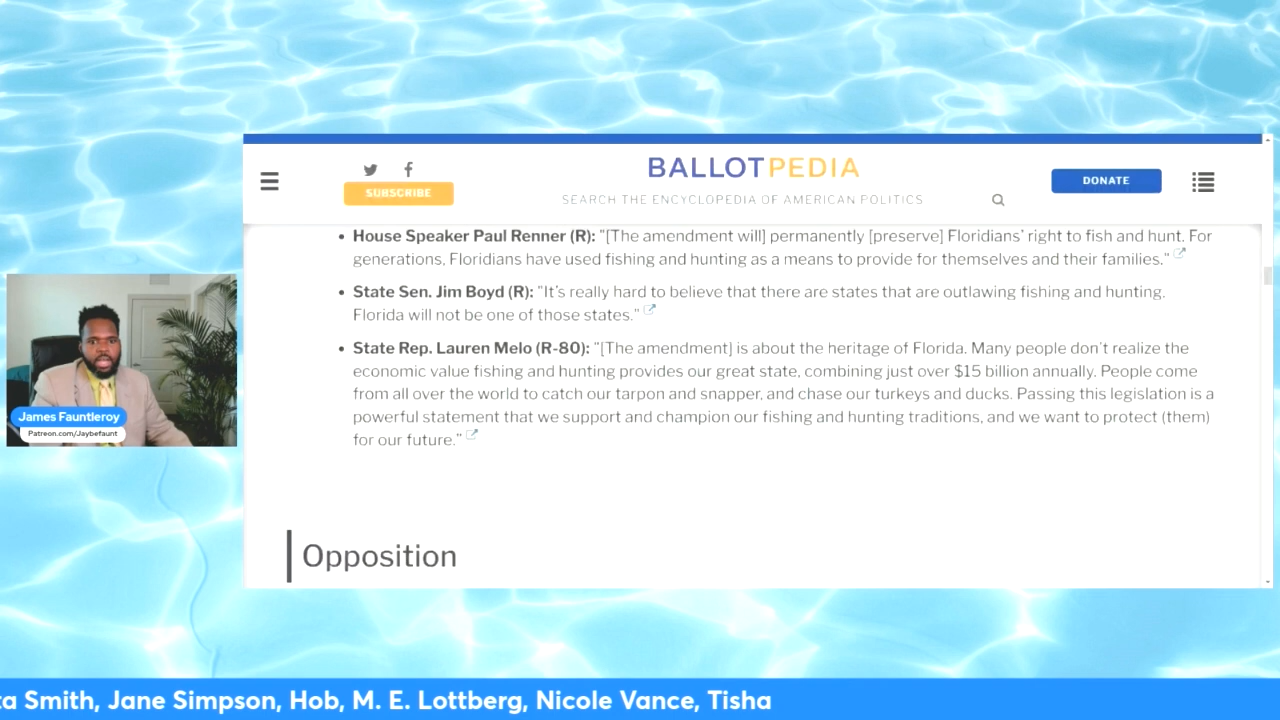 BALLOTPEDIA
SUBSCRIBE
SEARCH THE ENCYCLOPEDIA OF AMERICAN POLITICS
DONATE
• House Speaker Paul Renner (R): "[The amendment will] permanently [preserve] Floridians' right to fish and hunt. For
generations, Floridians have used fishing and hunting as a means to provide for themselves and their families."
• State Sen. Jim Boyd (R): "It's really hard to believe that there are states that are outlawing fishing and hunting.
Florida will not be one of those states."
• State Rep. Lauren Melo (R-80): "[The amendment] is about the heritage of Florida. Many people don't realize the
economic value fishing and hunting provides our great state, combining just over $15 billion annually. People come
from all over the world to catch our tarpon and snapper, and chase our turkeys and ducks. Passing this legislation is a
powerful statement that we support and champion our fishing and hunting traditions, and we want to protect (them)
for our future."
Opposition
James Fauntleroy
Patreon.com/Jaybefaunt
ta Smith, Jane Simpson, Hob, M. E. Lottberg, Nicole Vance, Tisha